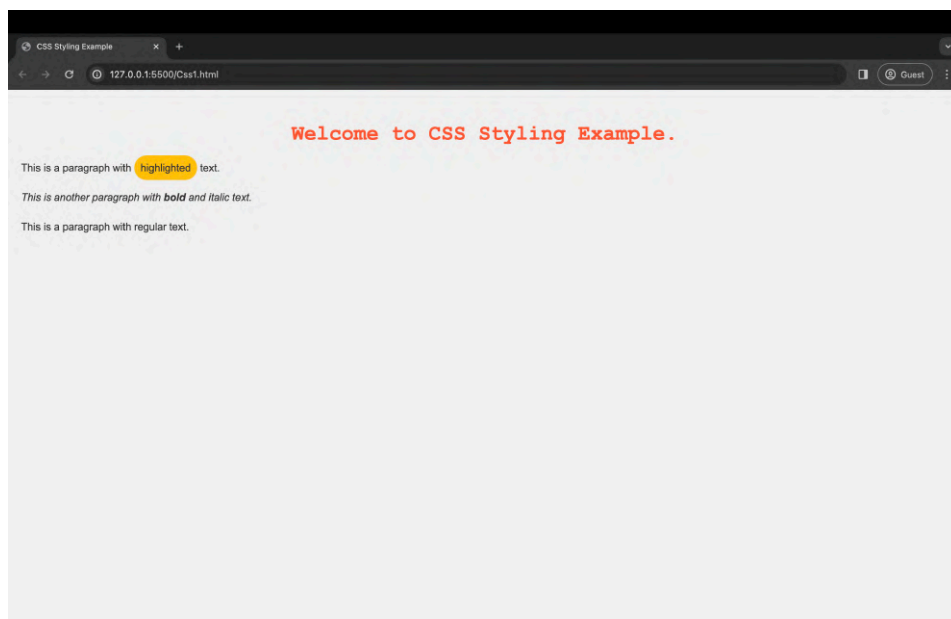 CSS Styling Example
127.0.0.1:5500/Css1.html
Guest
Welcome to CSS Styling Example.
This is a paragraph with highlighted text.
This is another paragraph with bold and italic text.
This is a paragraph with regular text.